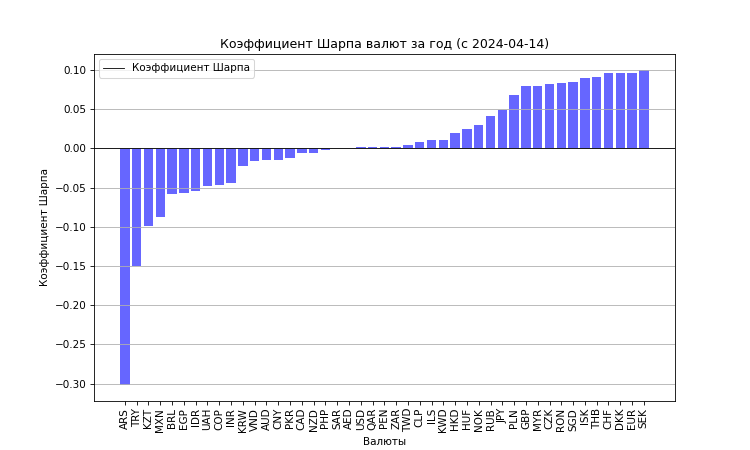 Коэффициент Шарпа валют за год (с 2024-04-14)
Коэффициент Шарпа
0.10
0.05
0.00
−0.05
−0.10
−0.15
−0.20
−0.25
−0.30
Коэффициент Шарпа
ARS TRY KZT MXN BRL EGP IDR UAH COP INR KRW VND AUD CNY PKR CAD NZD PHP SAR AED USD QAR PEN ZAR TWD CLP ILS KWD HKD HUF NOK RUB JPY PLN GBP MYR CZK RON SGD ISK THB CHF DKK EUR SEK
Валюты